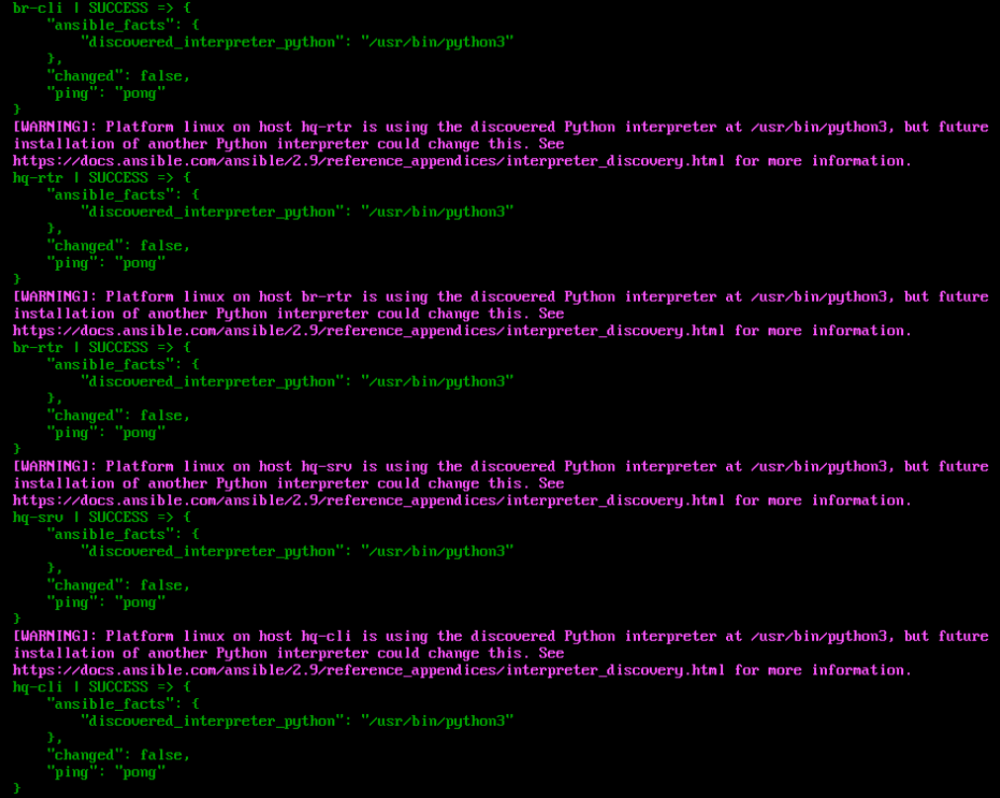 br-cli | SUCCESS => {
    "ansible_facts": {
        "discovered_interpreter_python": "/usr/bin/python3"
    },
    "changed": false,
    "ping": "pong"
}
[WARNING]: Platform linux on host hq-rtr is using the discovered Python interpreter at /usr/bin/python3, but future
installation of another Python interpreter could change this. See
https://docs.ansible.com/ansible/2.9/reference_appendices/interpreter_discovery.html for more information.
hq-rtr | SUCCESS => {
    "ansible_facts": {
        "discovered_interpreter_python": "/usr/bin/python3"
    },
    "changed": false,
    "ping": "pong"
}
[WARNING]: Platform linux on host br-rtr is using the discovered Python interpreter at /usr/bin/python3, but future
installation of another Python interpreter could change this. See
https://docs.ansible.com/ansible/2.9/reference_appendices/interpreter_discovery.html for more information.
br-rtr | SUCCESS => {
    "ansible_facts": {
        "discovered_interpreter_python": "/usr/bin/python3"
    },
    "changed": false,
    "ping": "pong"
}
[WARNING]: Platform linux on host hq-srv is using the discovered Python interpreter at /usr/bin/python3, but future
installation of another Python interpreter could change this. See
https://docs.ansible.com/ansible/2.9/reference_appendices/interpreter_discovery.html for more information.
hq-srv | SUCCESS => {
    "ansible_facts": {
        "discovered_interpreter_python": "/usr/bin/python3"
    },
    "changed": false,
    "ping": "pong"
}
[WARNING]: Platform linux on host hq-cli is using the discovered Python interpreter at /usr/bin/python3, but future
installation of another Python interpreter could change this. See
https://docs.ansible.com/ansible/2.9/reference_appendices/interpreter_discovery.html for more information.
hq-cli | SUCCESS => {
    "ansible_facts": {
        "discovered_interpreter_python": "/usr/bin/python3"
    },
    "changed": false,
    "ping": "pong"
}